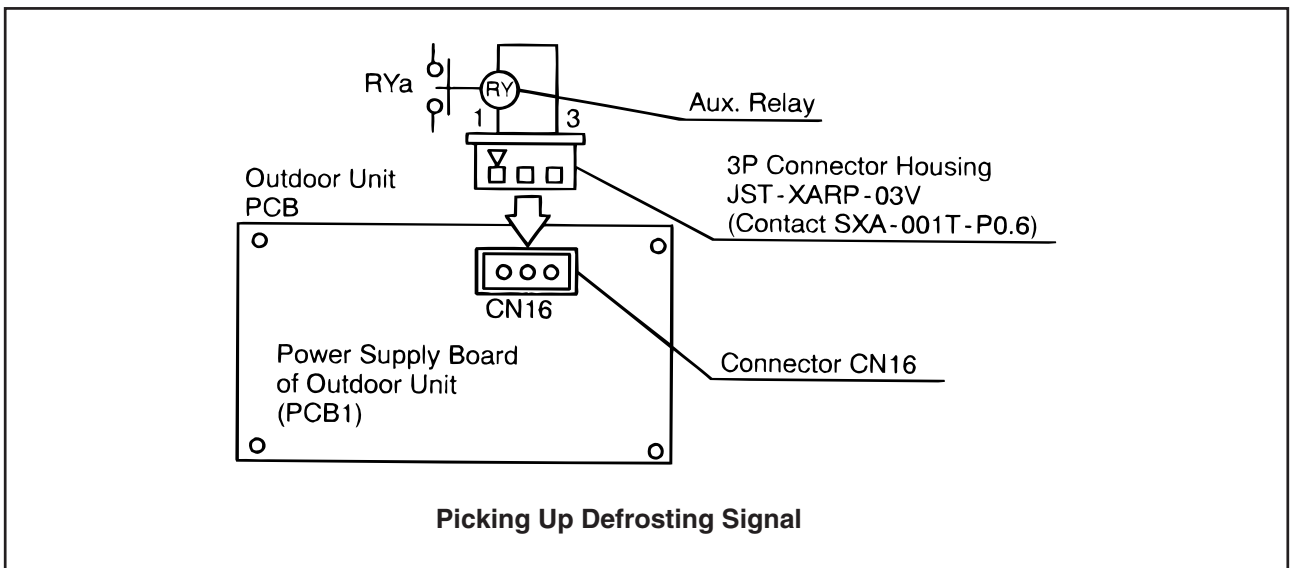 RYa
RY
1
3
Aux. Relay
3P Connector Housing
JST-XARP-03V
(Contact SXA-001T-P0.6)
Outdoor Unit
PCB
CN16
Power Supply Board
of Outdoor Unit
(PCB1)
Connector CN16
Picking Up Defrosting Signal